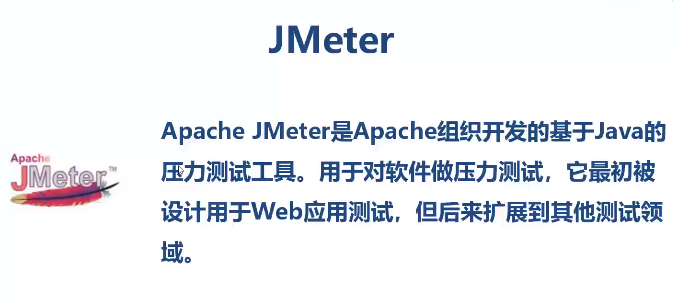 JMeter
Apache JMeter是Apache组织开发的基于Java的
压力测试工具。用于对软件做压力测试，它最初被
设计用于Web应用测试，但后来扩展到其他测试领
域。
Apache
JMeter™